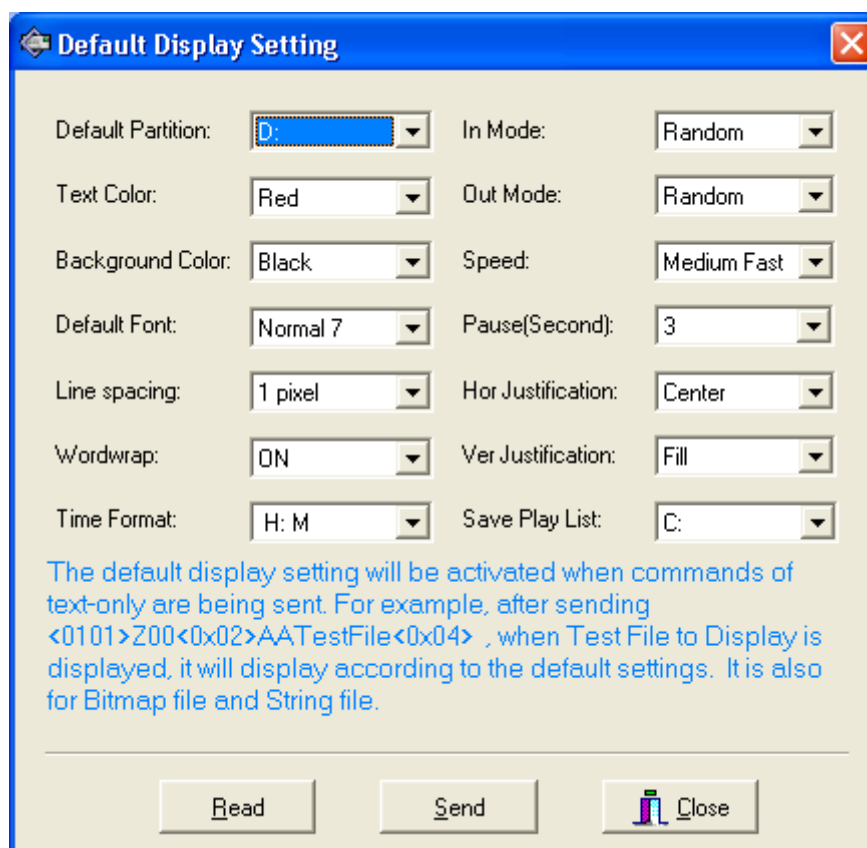 Default Display Setting
Default Partition: D: In Mode: Random
Text Color: Red Out Mode: Random
Background Color: Black Speed: Medium Fast
Default Font: Normal 7 Pause(Second): 3
Line spacing: 1 pixel Hor Justification: Center
Wordwrap: ON Ver Justification: Fill
Time Format: H: M Save Play List: C:
The default display setting will be activated when commands of
text-only are being sent. For example, after sending
<0101>Z00<0x02>AATestFile<0x04> , when Test File to Display is
displayed, it will display according to the default settings. It is also
for Bitmap file and String file.
Read Send Close